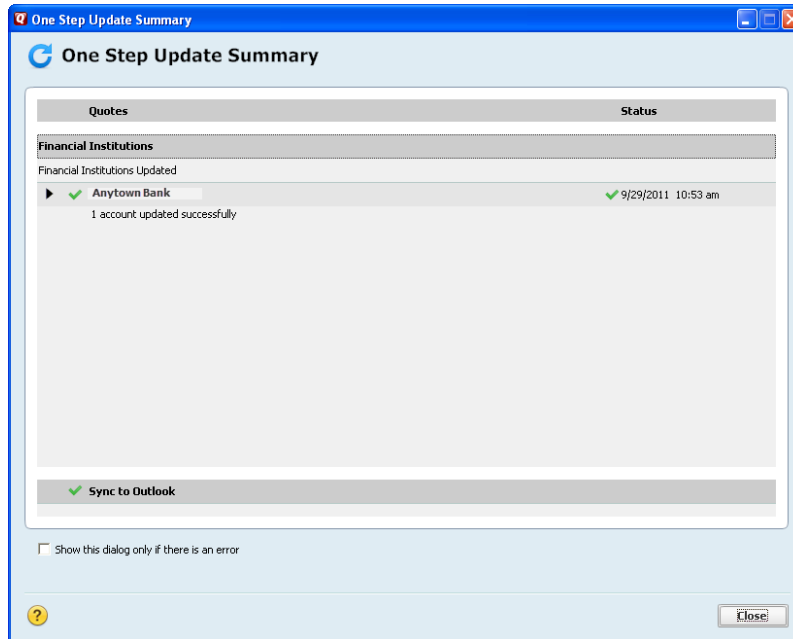 One Step Update Summary
One Step Update Summary
Quotes Status
Financial Institutions
Financial Institutions Updated
Anytown Bank 9/29/2011 10:53 am
1 account updated successfully
Sync to Outlook
Show this dialog only if there is an error
? Close